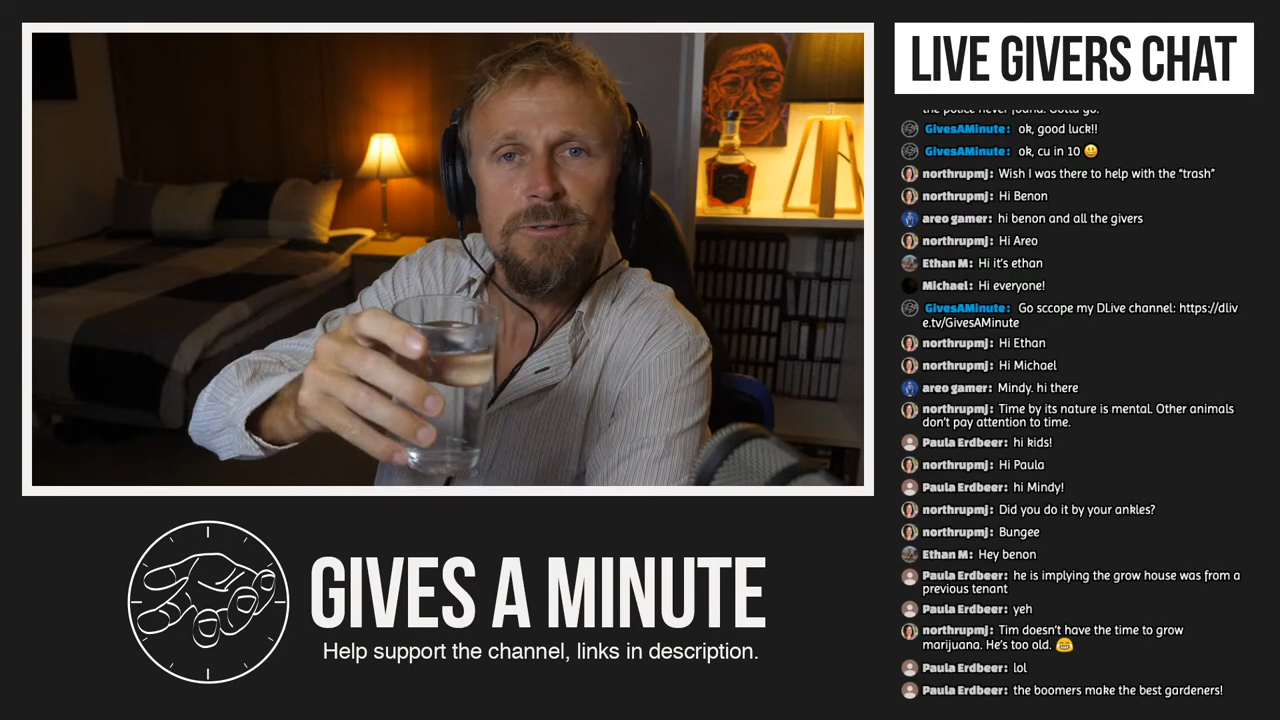 LIVE GIVERS CHAT
the police never found. Gotta go.
GivesAMinute: ok, good luck!!
GivesAMinute: ok, cu in 10 😃
northrupmj: Wish I was there to help with the “trash”
northrupmj: Hi Benon
areo gamer: hi benon and all the givers
northrupmj: Hi Areo
Ethan M: Hi it's ethan
Michael: Hi everyone!
GivesAMinute: Go sccope my DLive channel: https://dliv
e.tv/GivesAMinute
northrupmj: Hi Ethan
northrupmj: Hi Michael
areo gamer: Mindy. hi there
northrupmj: Time by its nature is mental. Other animals
don't pay attention to time.
Paula Erdbeer: hi kids!
northrupmj: Hi Paula
Paula Erdbeer: hi Mindy!
northrupmj: Did you do it by your ankles?
northrupmj: Bungee
Ethan M: Hey benon
Paula Erdbeer: he is implying the grow house was from a
previous tenant
Paula Erdbeer: yeh
northrupmj: Tim doesn't have the time to grow
marijuana. He's too old. 😂
Paula Erdbeer: lol
Paula Erdbeer: the boomers make the best gardeners!
GIVES A MINUTE
Help support the channel, links in description.